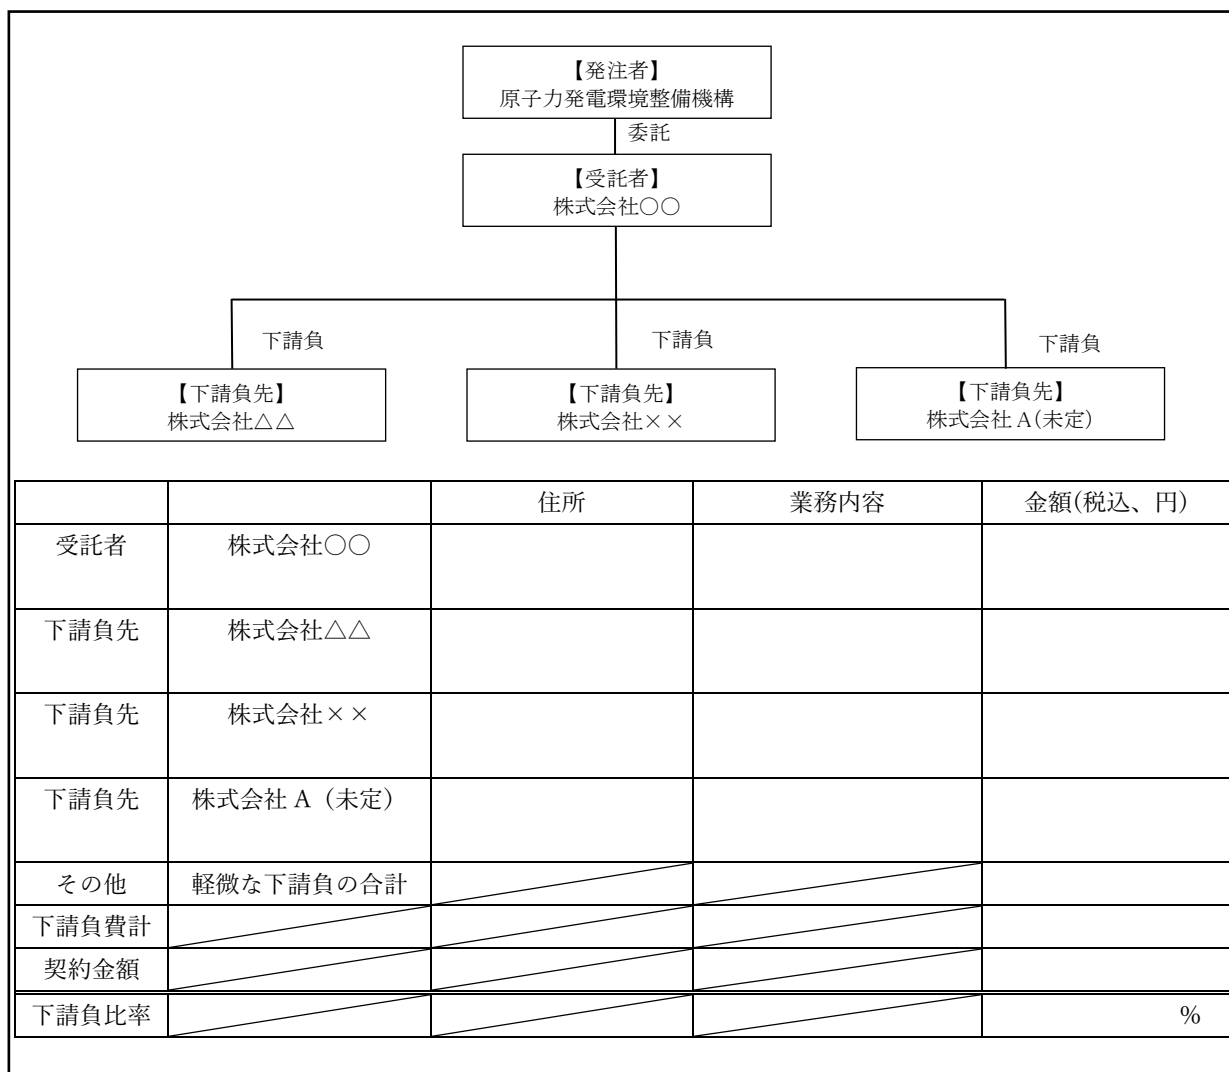 【発注者】
原子力発電環境整備機構
委託
【受託者】
株式会社○○
下請負
下請負
下請負
【下請負先】
株式会社△△
【下請負先】
株式会社××
【下請負先】
株式会社A(未定)
住所 業務内容 金額(税込、円)
受託者 株式会社○○
下請負先 株式会社△△
下請負先 株式会社××
下請負先 株式会社A（未定）
その他 軽微な下請負の合計
下請負費計
契約金額
下請負比率 %